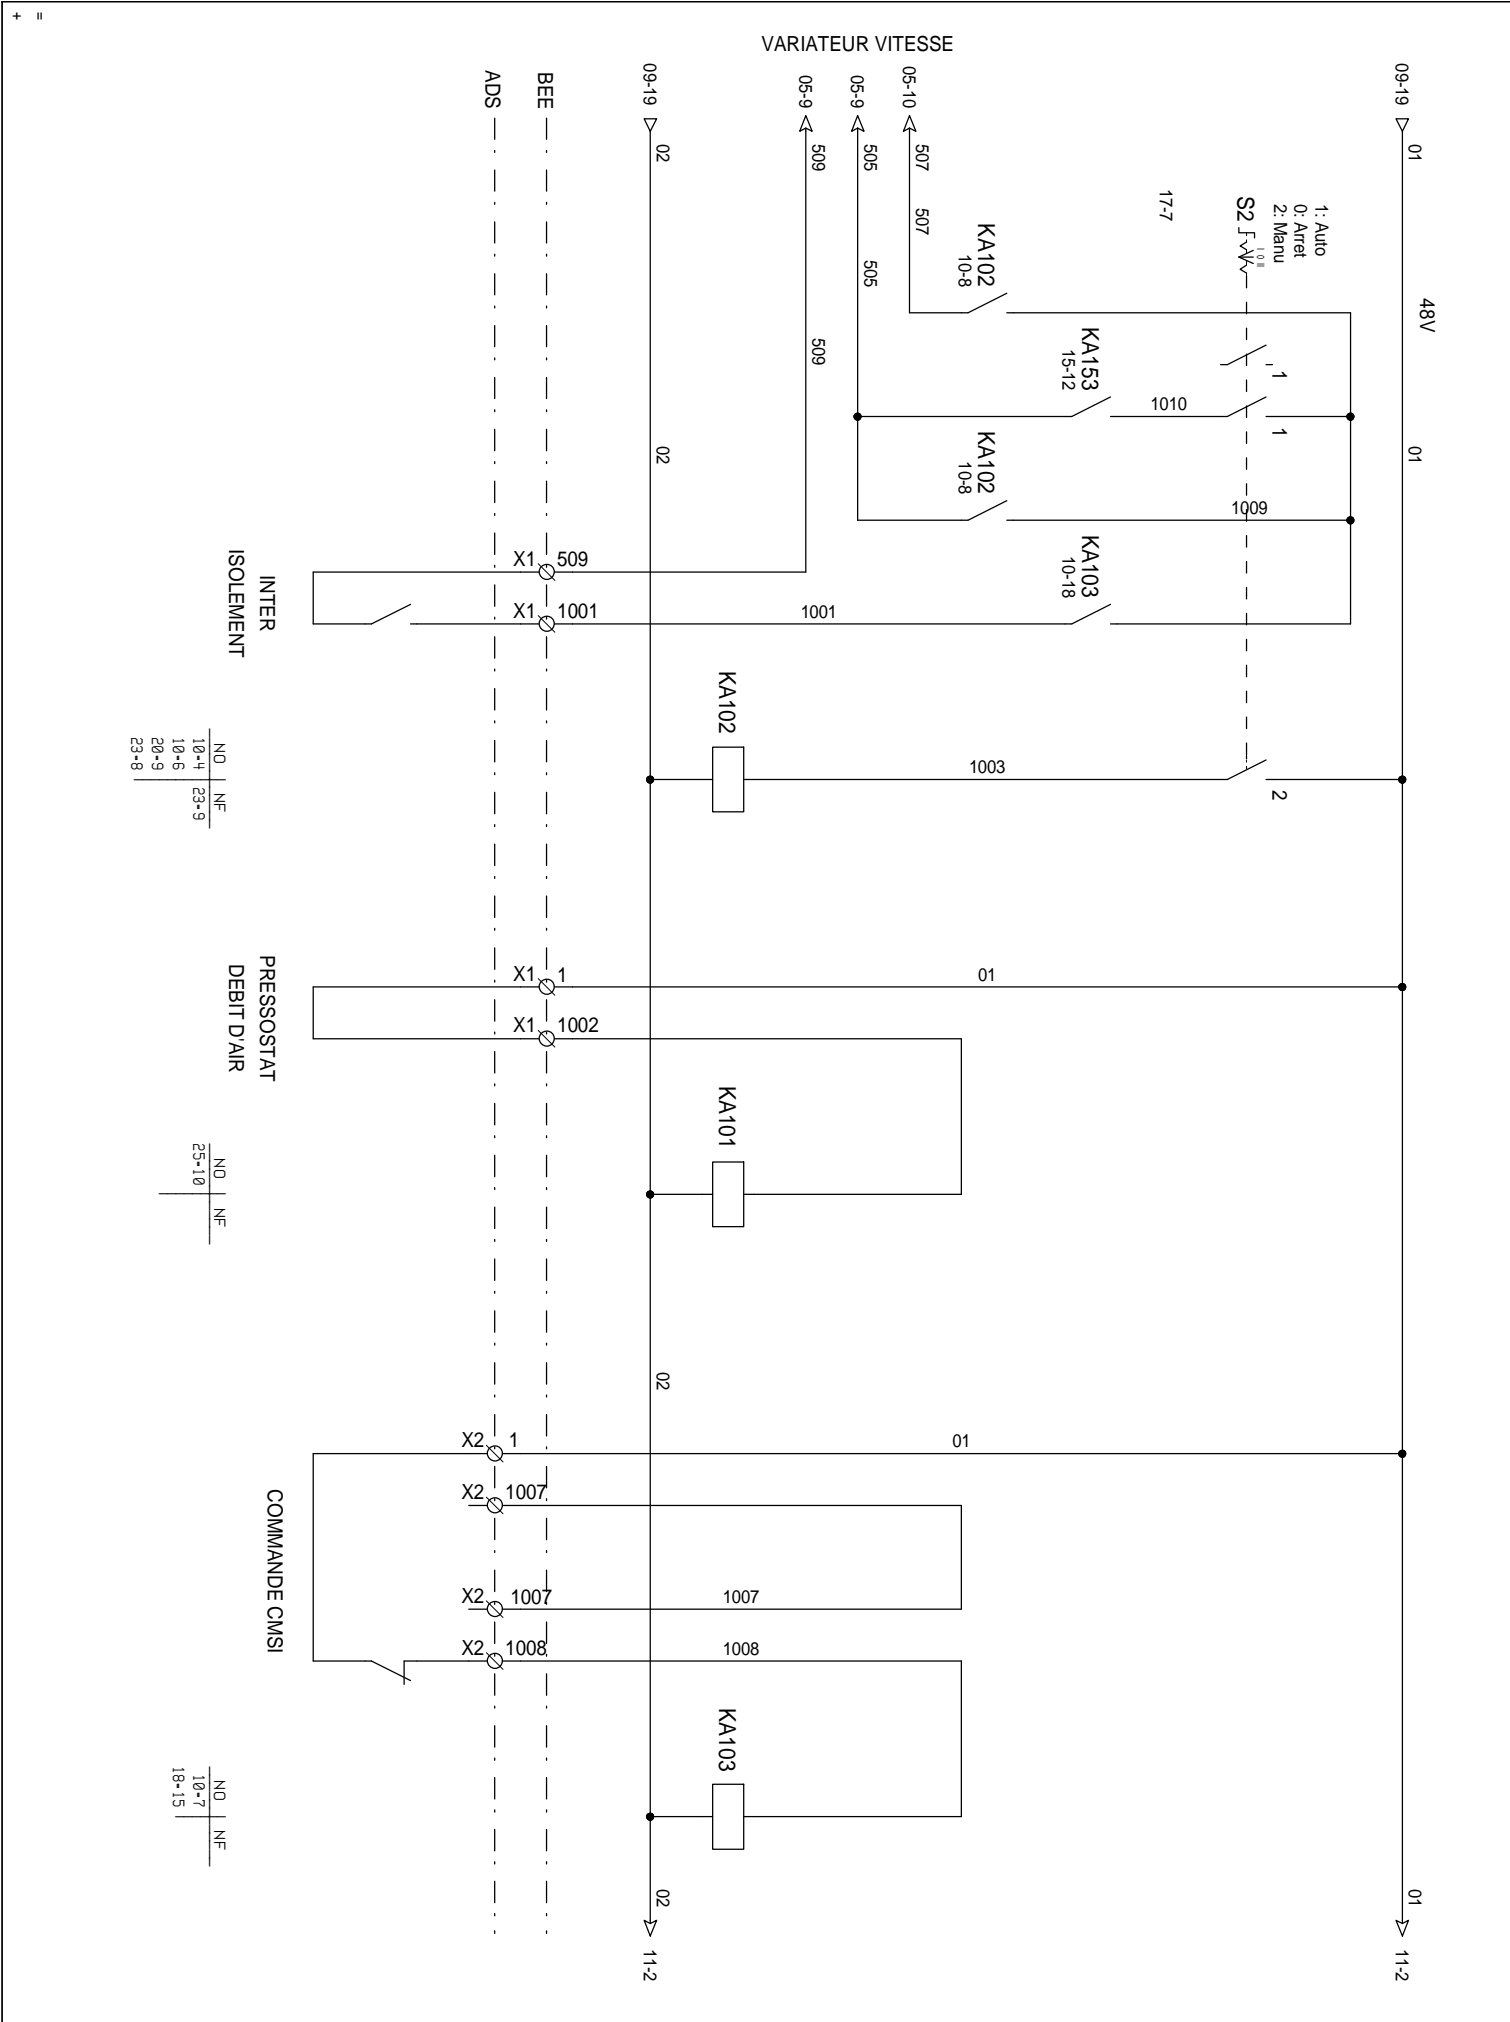 = 
+
VARIATEUR VITESSE
09-19
01
48V
01
01
11-2
1: Auto
0: Arret
2: Manu
S2
I 0 II
17-7
1
1
2
KA102
10-8
KA153
15-12
1010
KA102
10-8
1009
KA103
10-18
1003
05-10
507
507
05-9
505
505
05-9
509
509
1001
01
01
KA102
KA101
1007
1008
KA103
09-19
02
02
02
02
11-2
BEE
ADS
X1
509
X1
1001
X1
1
X1
1002
X2
1
X2
1007
X2
1007
X2
1008
INTER
ISOLEMENT
PRESSOSTAT
DEBIT D'AIR
COMMANDE CMSI
NO NF
10-4 23-9
10-6
20-9
23-8
NO NF
25-10
NO NF
10-7
18-15